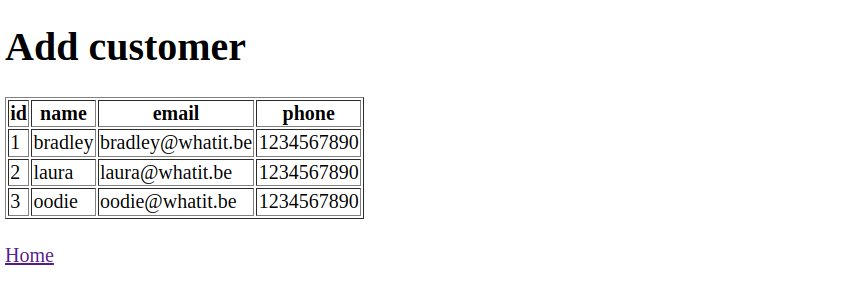 Add customer
id name email phone
1 bradley bradley@whatit.be 1234567890
2 laura laura@whatit.be 1234567890
3 oodie oodie@whatit.be 1234567890
Home